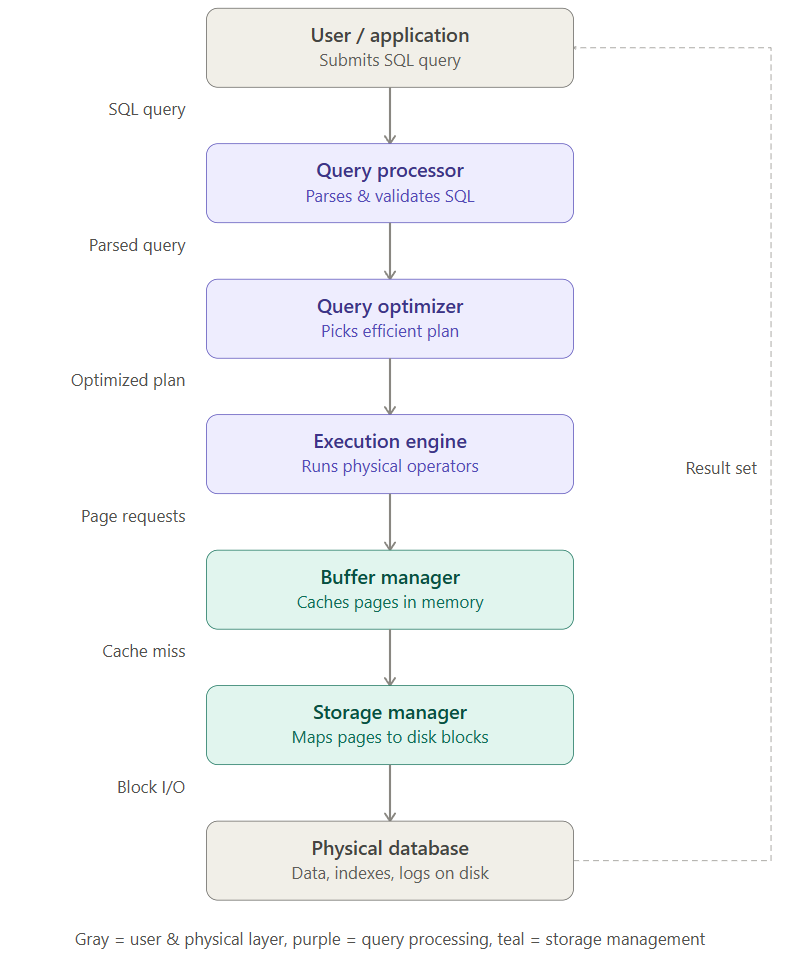 User / application
Submits SQL query
SQL query
Query processor
Parses & validates SQL
Parsed query
Query optimizer
Picks efficient plan
Optimized plan
Execution engine
Runs physical operators
Result set
Page requests
Buffer manager
Caches pages in memory
Cache miss
Storage manager
Maps pages to disk blocks
Block I/O
Physical database
Data, indexes, logs on disk
Gray = user & physical layer, purple = query processing, teal = storage management